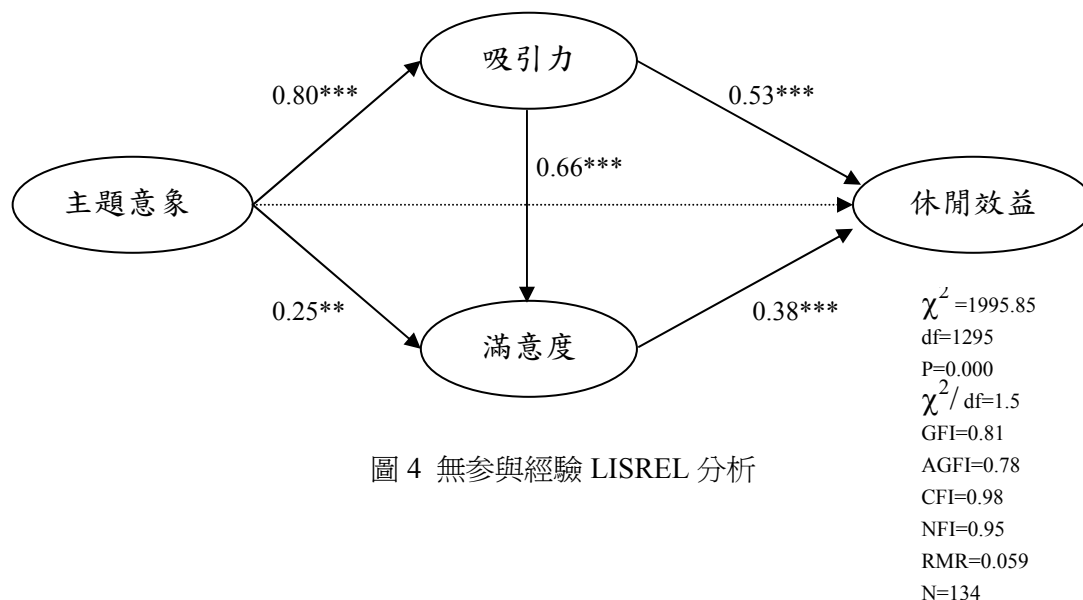 吸引力
0.80***
0.53***
0.66***
主題意象
休閒效益
0.25**
0.38***
滿意度
χ² =1995.85
df=1295
P=0.000
χ²/ df=1.5
GFI=0.81
AGFI=0.78
CFI=0.98
NFI=0.95
RMR=0.059
N=134
圖 4 無參與經驗 LISREL 分析